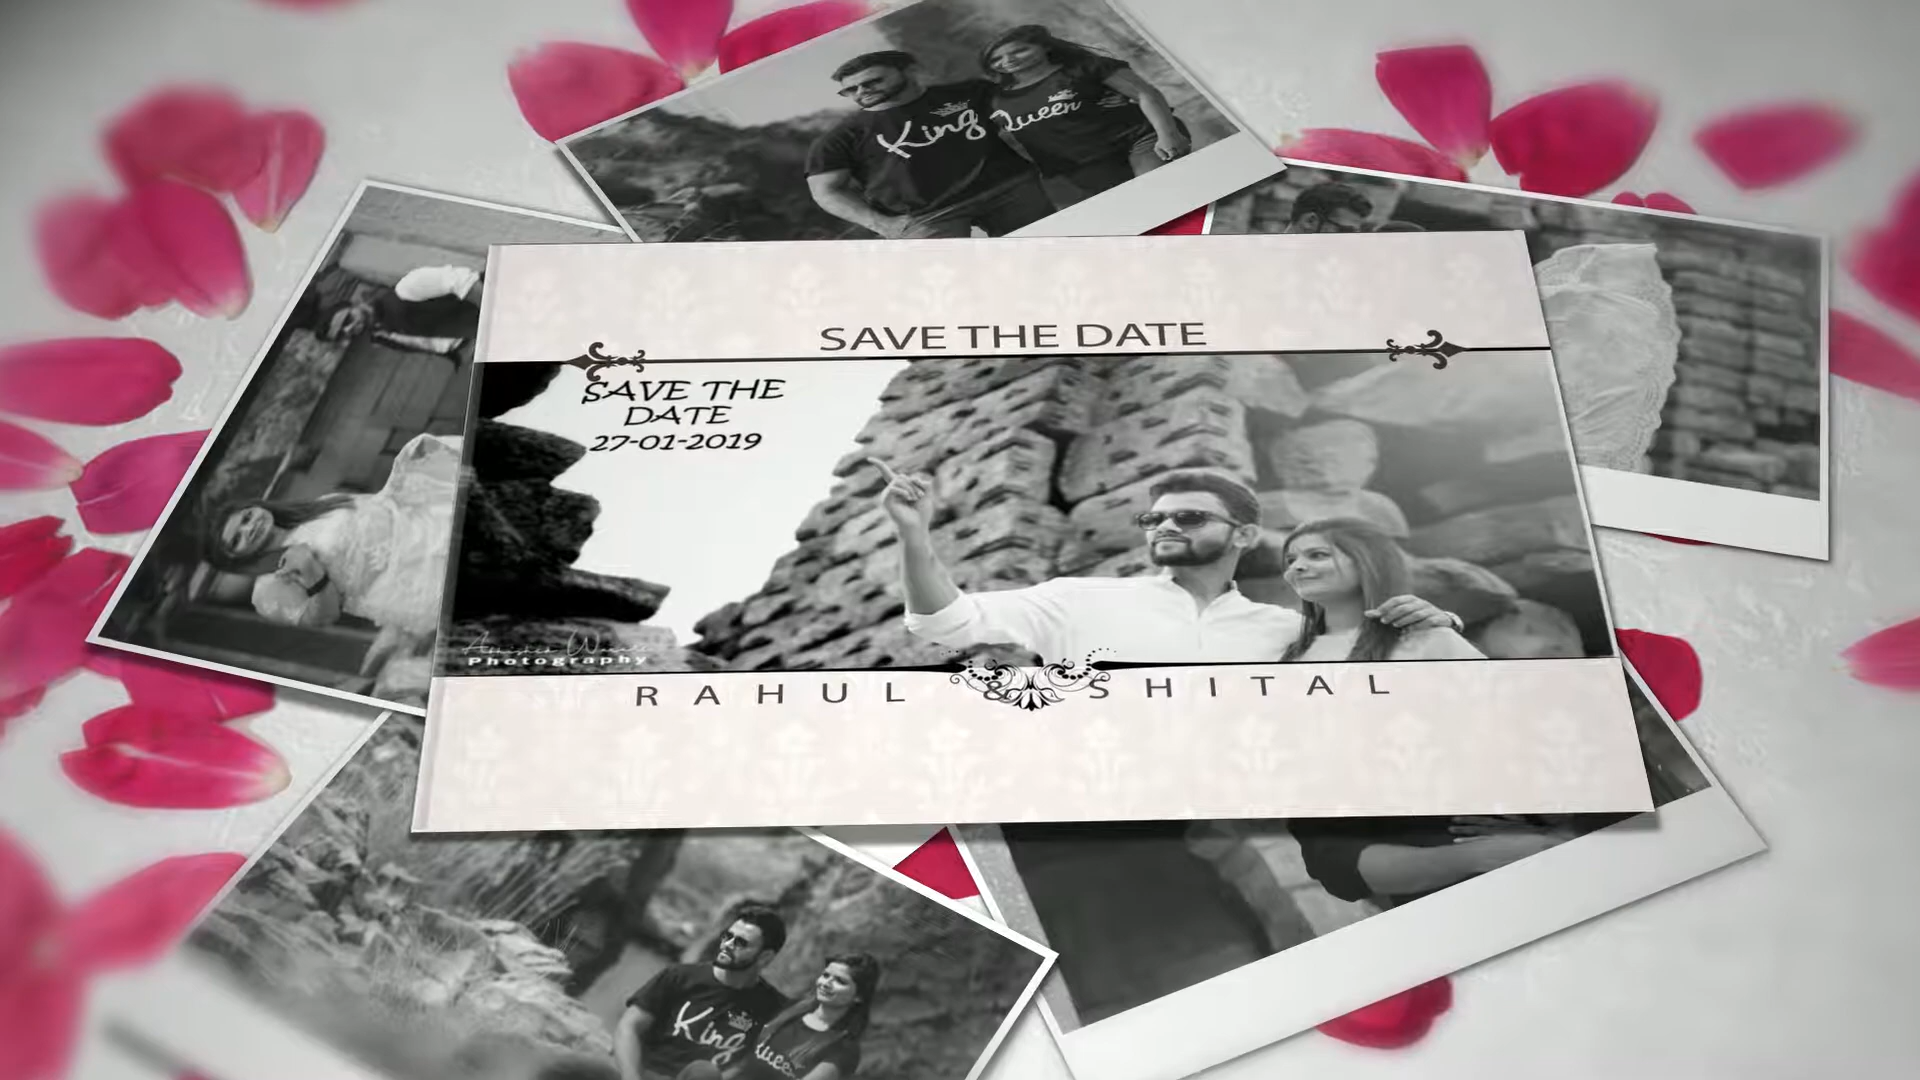 King
Queen
SAVE THE DATE
SAVE THE
DATE
27-01-2019
Photography
RAHUL & SHITAL
King